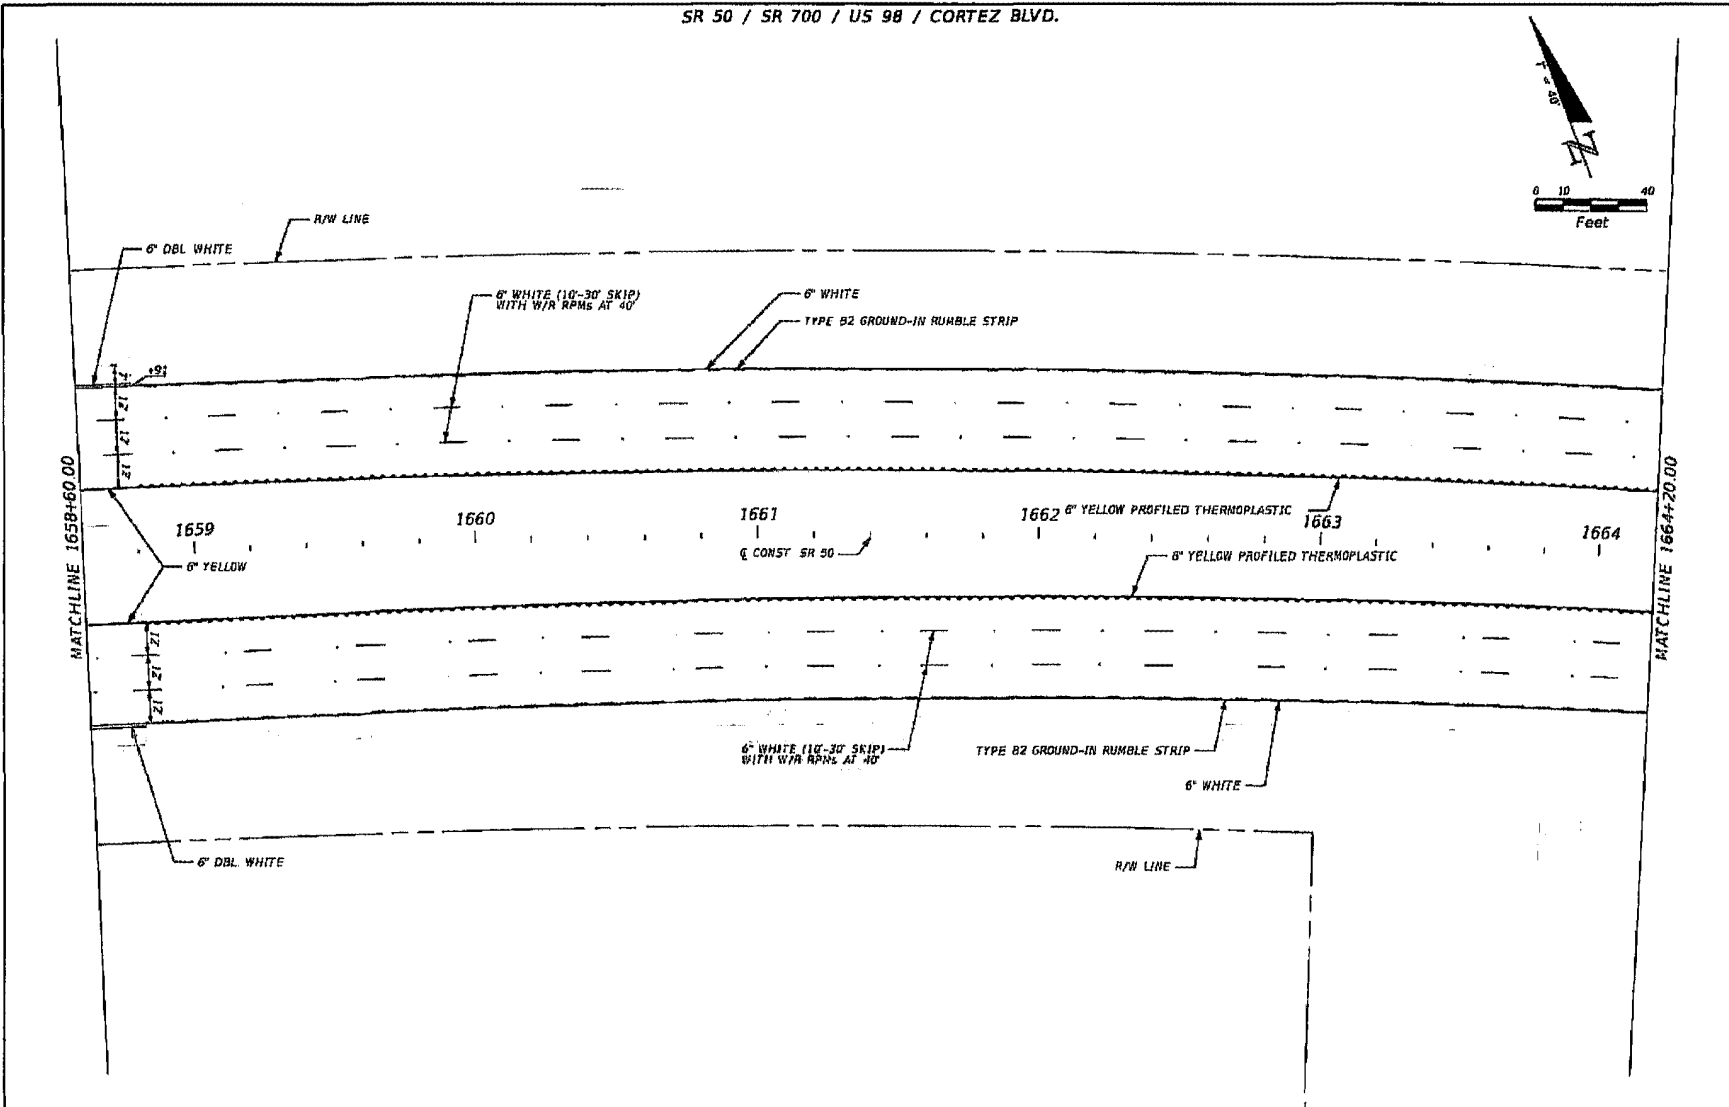 SR 50 / SR 700 / US 98 / CORTEZ BLVD.
N
0 10 40
Feet
R/W LINE
6" DBL WHITE
6" WHITE (10'-30' SKIP)
WITH W/R RPMs AT 40'
6" WHITE
TYPE B2 GROUND-IN RUMBLE STRIP
12
12
12
MATCHLINE 1658+60.00
1659
1660
1661
1662
1663
1664
6" YELLOW PROFILED THERMOPLASTIC
℄ CONST SR 50
6" YELLOW PROFILED THERMOPLASTIC
6" YELLOW
MATCHLINE 1664+20.00
12
12
12
6" WHITE (10'-30' SKIP)
WITH W/R RPMs AT 40'
TYPE B2 GROUND-IN RUMBLE STRIP
6" WHITE
6" DBL WHITE
R/W LINE